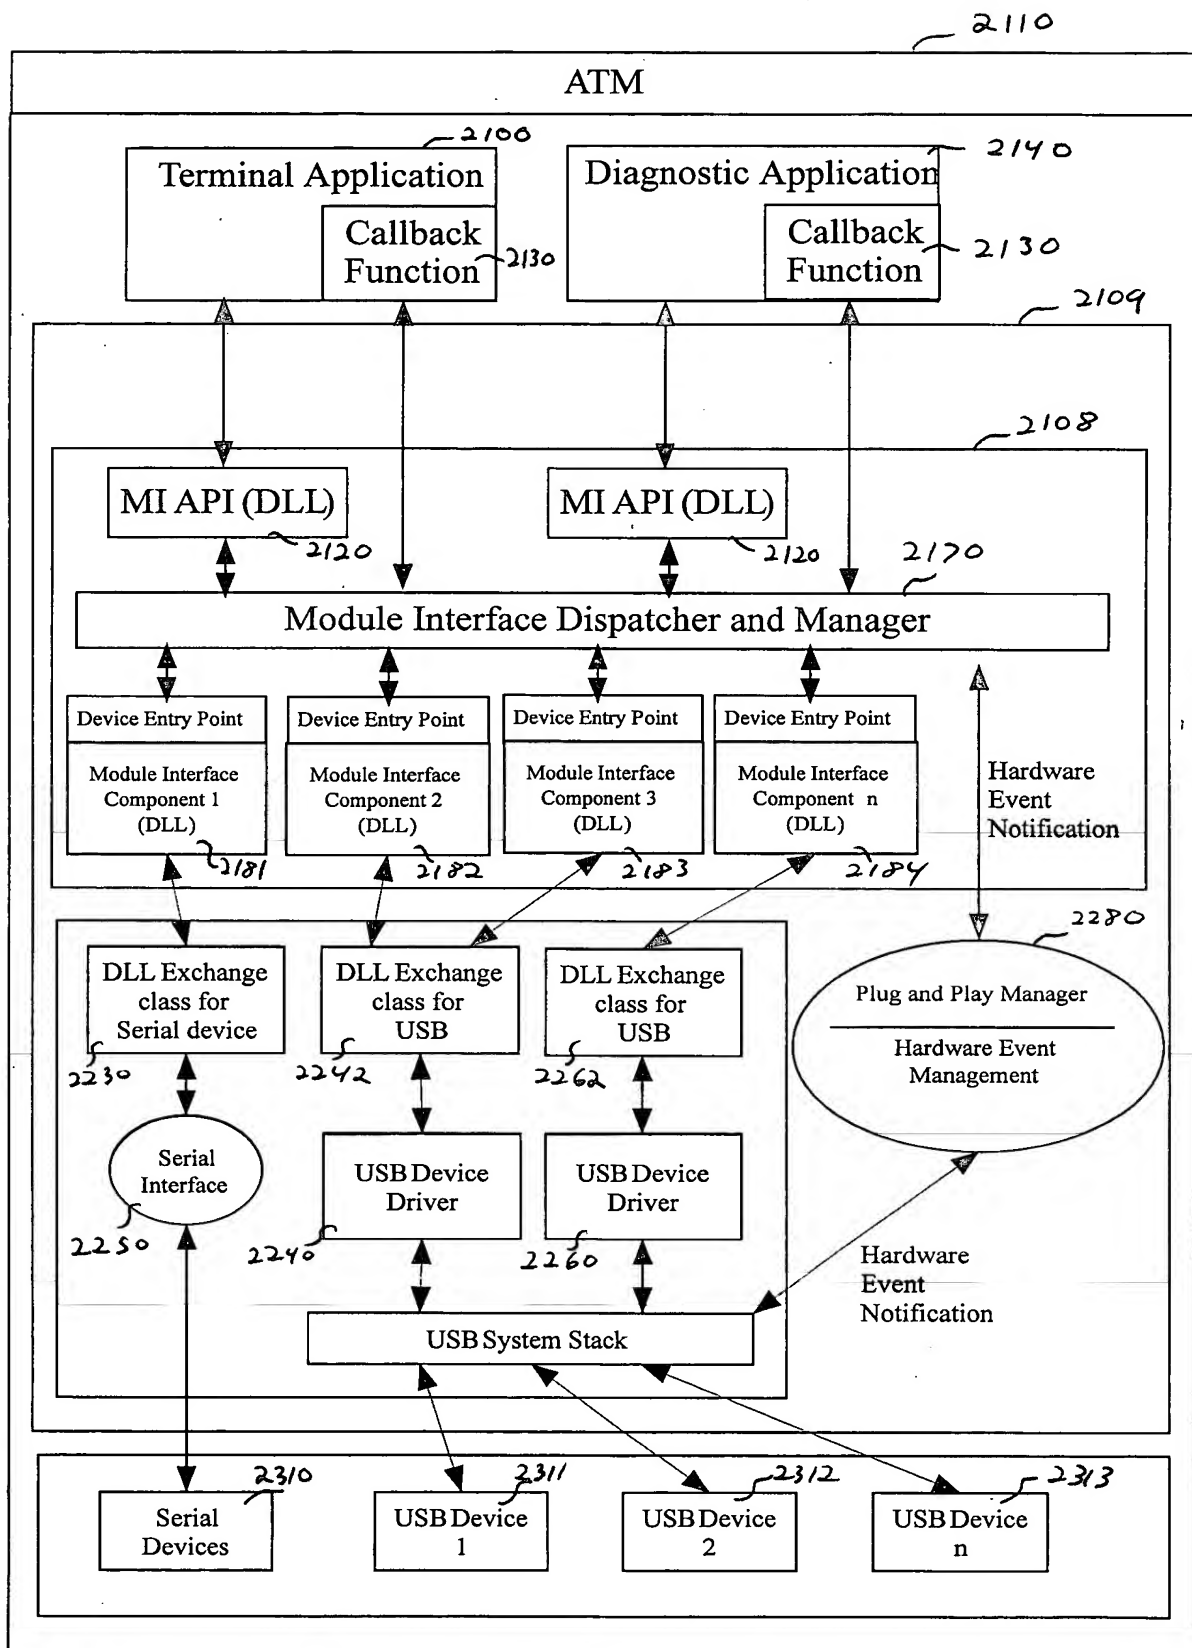 2110
ATM
2100
Terminal Application
Callback
Function
2130
2140
Diagnostic Application
Callback
Function
2130
2109
2108
MI API (DLL)
2120
MI API (DLL)
2120
2170
Module Interface Dispatcher and Manager
Device Entry Point
Module Interface
Component 1
(DLL)
2181
Device Entry Point
Module Interface
Component 2
(DLL)
2182
Device Entry Point
Module Interface
Component 3
(DLL)
2183
Device Entry Point
Module Interface
Component n
(DLL)
2184
Hardware
Event
Notification
2280
Plug and Play Manager
Hardware Event
Management
DLL Exchange
class for
Serial device
2230
DLL Exchange
class for
USB
2242
DLL Exchange
class for
USB
2262
Serial
Interface
2250
USB Device
Driver
2240
USB Device
Driver
2260
Hardware
Event
Notification
USB System Stack
2310
Serial
Devices
2311
USB Device
1
2312
USB Device
2
2313
USB Device
n